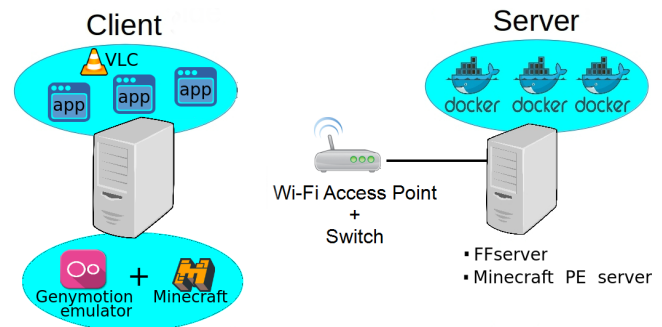 Client
VLC
app
app
app
Genymotion
emulator
+
Minecraft
Wi-Fi Access Point
+
Switch
Server
docker
docker
docker
▪ FFserver
▪ Minecraft PE server